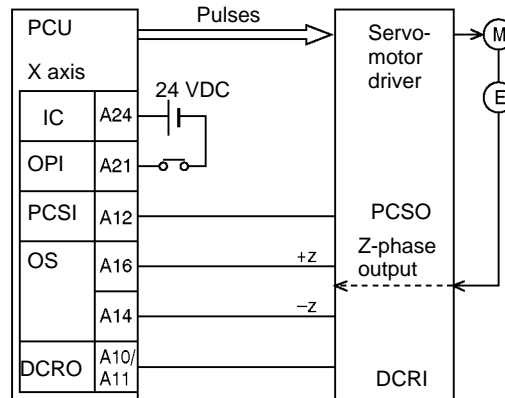 Pulses
PCU
X axis
Servo-
motor
driver
M
E
24 VDC
IC
A24
OPI
A21
PCSI
A12
PCSO
OS
A16
+z
Z-phase
output
A14
−z
DCRO
A10/
A11
DCRI